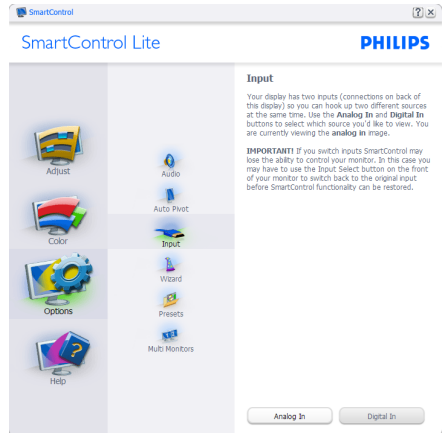 SmartControl
SmartControl Lite
PHILIPS
Adjust
Color
Options
Help
Audio
Auto Pivot
Input
Wizard
Presets
Multi Monitors
Input
Your display has two inputs (connections on back of
this display) so you can hook up two different sources
at the same time. Use the Analog In and Digital In
buttons to select which source you'd like to view. You
are currently viewing the analog in image.
IMPORTANT! If you switch inputs SmartControl may
lose the ability to control your monitor. In this case you
may have to use the Input Select button on the front
of your monitor to switch back to the original input
before SmartControl functionality can be restored.
Analog In
Digital In